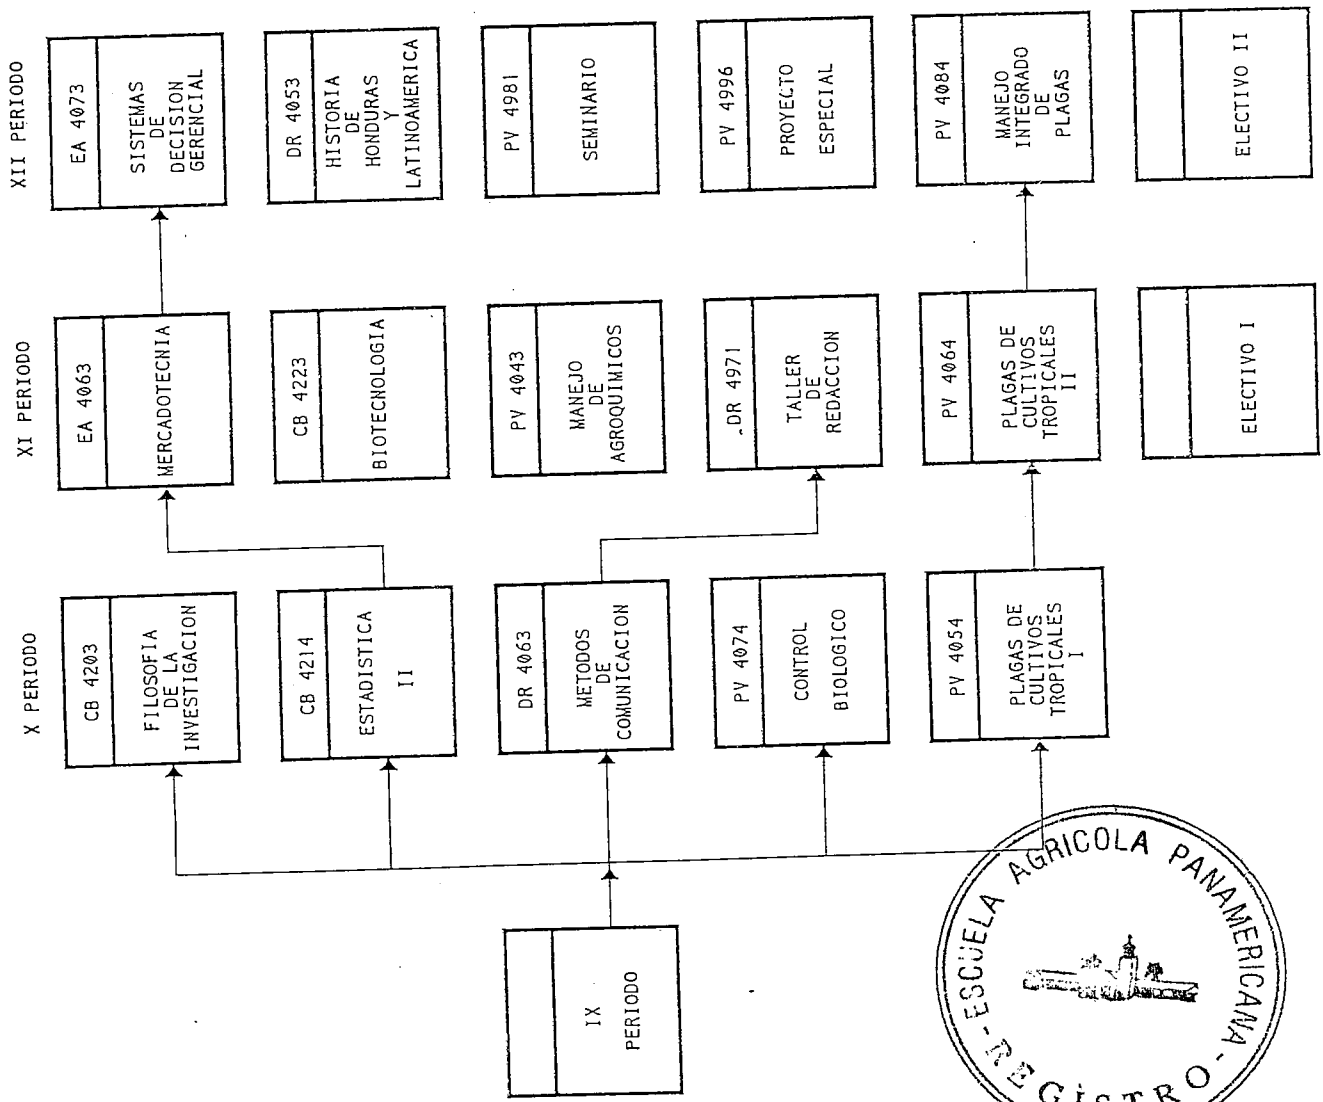 X PERIODO
XI PERIODO
XII PERIODO
IX
PERIODO
CB 4203
FILOSOFIA
DE LA
INVESTIGACION
CB 4214
ESTADISTICA
II
DR 4063
METODOS
DE
COMUNICACION
PV 4074
CONTROL
BIOLOGICO
PV 4054
PLAGAS DE
CULTIVOS
TROPICALES
I
EA 4063
MERCADOTECNIA
CB 4223
BIOTECNOLOGIA
PV 4043
MANEJO
DE
AGROQUIMICOS
DR 4971
TALLER
DE
REDACCION
PV 4064
PLAGAS DE
CULTIVOS
TROPICALES
II
ELECTIVO I
EA 4073
SISTEMAS
DE
DECISION
GERENCIAL
DR 4053
HISTORIA
DE
HONDURAS
Y
LATINOAMERICA
PV 4981
SEMINARIO
PV 4996
PROYECTO
ESPECIAL
PV 4084
MANEJO
INTEGRADO
DE
PLAGAS
ELECTIVO II
- ESCUELA AGRICOLA PANAMERICANA -
REGISTRO